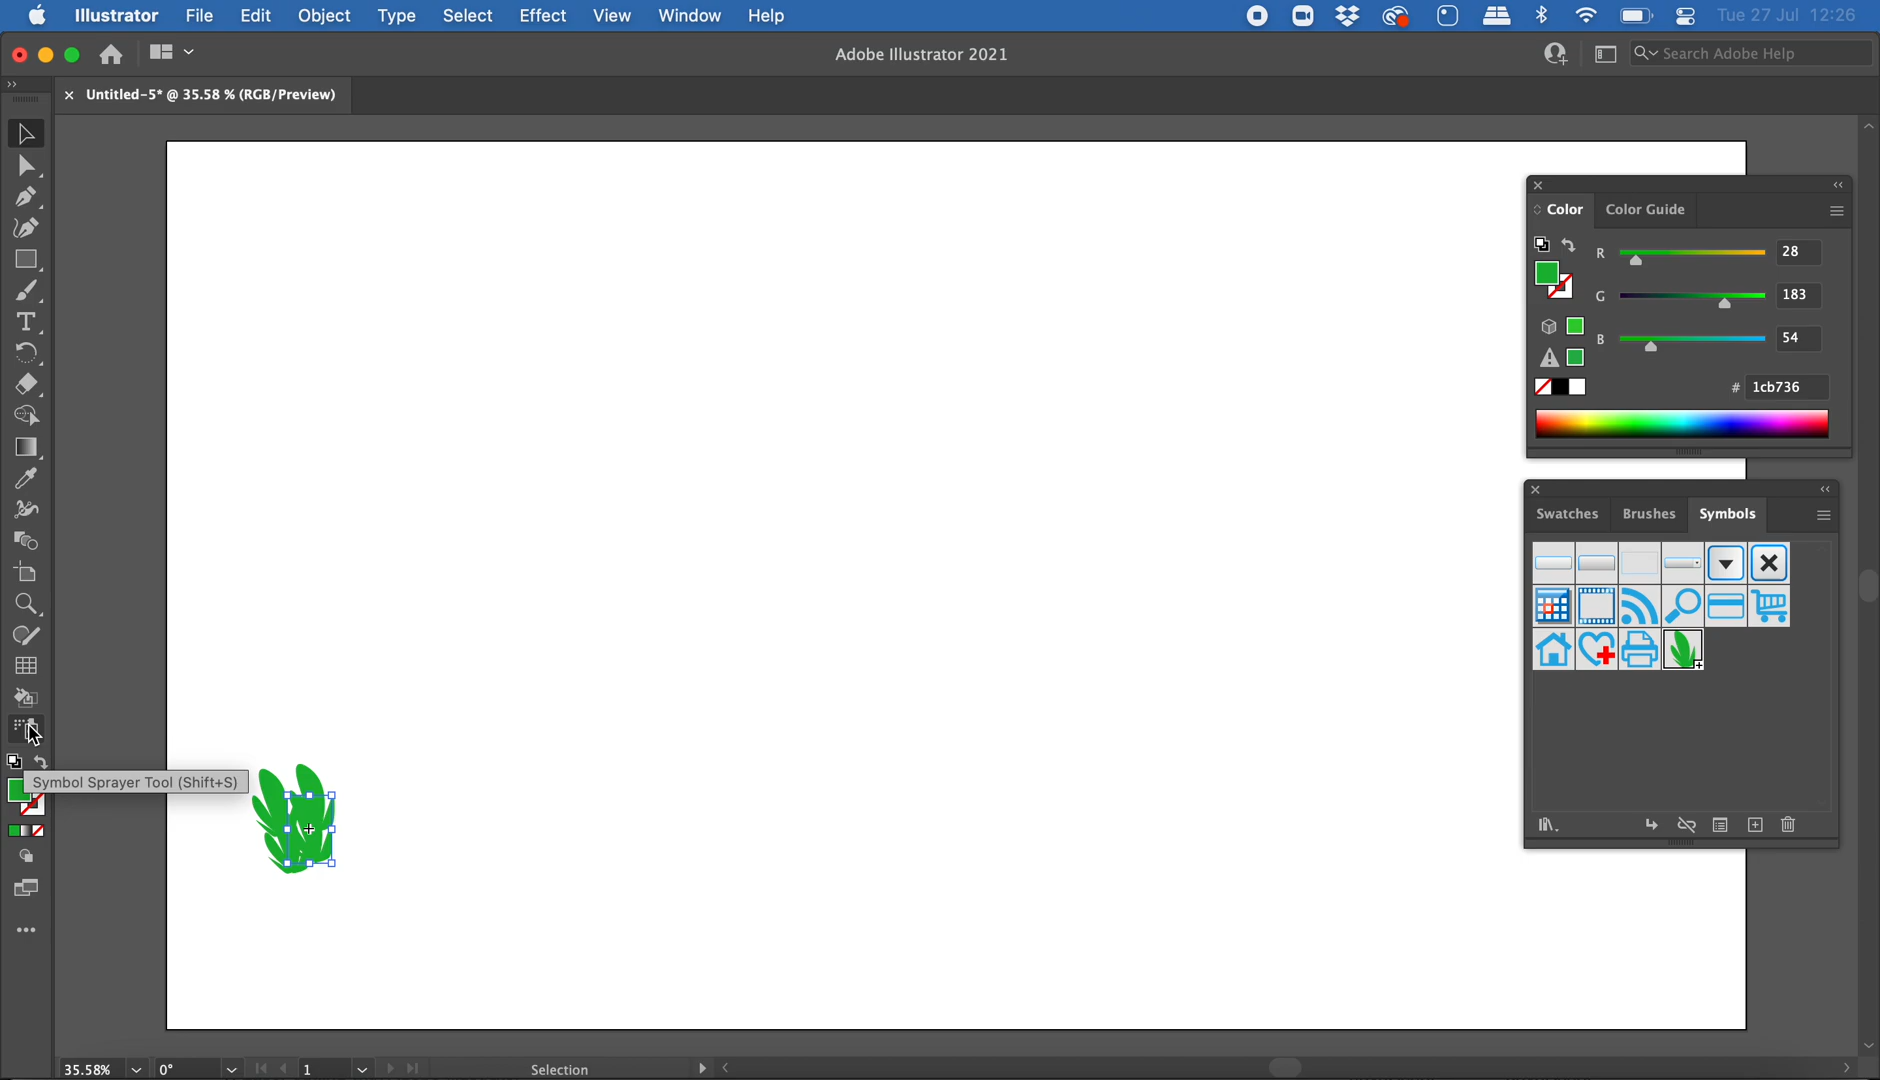 Illustrator File Edit Object Type Select Effect View Window Help Tue 27 Jul 12:26
Adobe Illustrator 2021
Search Adobe Help
× Untitled-5* @ 35.58 % (RGB/Preview)
Color Color Guide
R 28
G 183
B 54
# 1cb736
Swatches Brushes Symbols
Symbol Sprayer Tool (Shift+S)
35.58% 0° 1 Selection